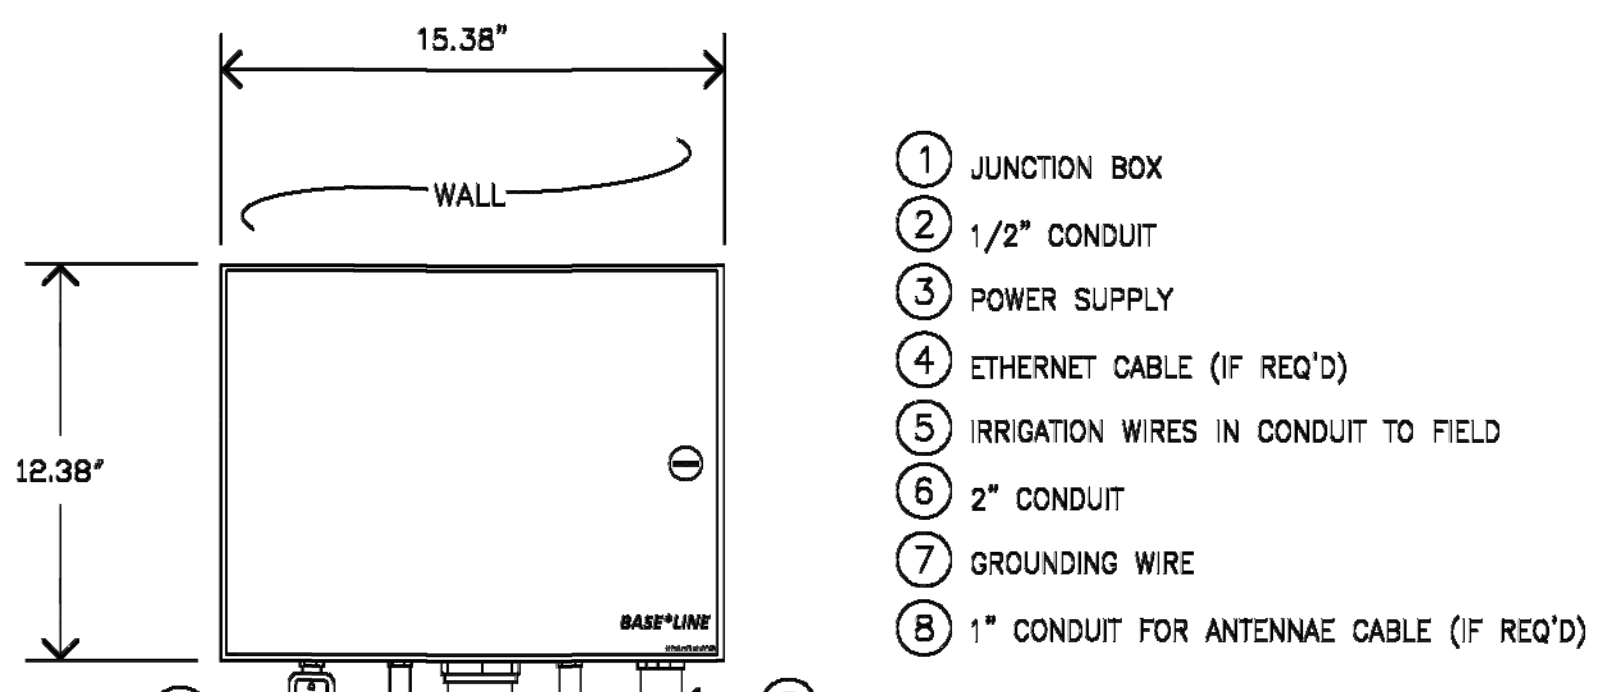 15.38"
WALL
12.38"
BASE*LINE
1 JUNCTION BOX
2 1/2" CONDUIT
3 POWER SUPPLY
4 ETHERNET CABLE (IF REQ'D)
5 IRRIGATION WIRES IN CONDUIT TO FIELD
6 2" CONDUIT
7 GROUNDING WIRE
8 1" CONDUIT FOR ANTENNAE CABLE (IF REQ'D)